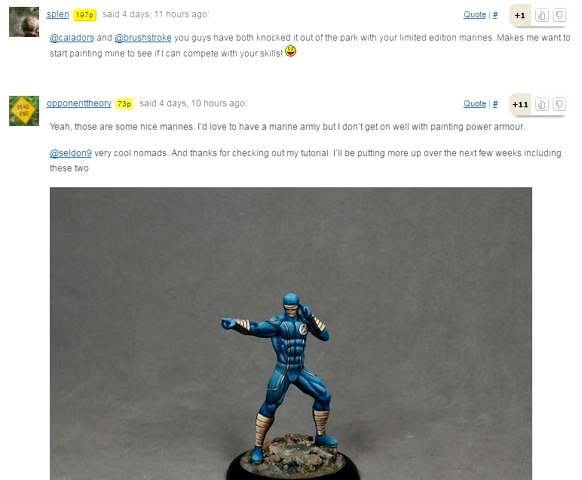 splen 197p said 4 days, 11 hours ago: Quote | # +1
@caladors and @brushstroke you guys have both knocked it out of the park with your limited edition marines. Makes me want to
start painting mine to see if I can compete with your skills!
opponenttheory 73p said 4 days, 10 hours ago: Quote | # +11
Yeah, those are some nice marines. I'd love to have a marine army but I don't get on well with painting power armour.
@seldon9 very cool nomads. And thanks for checking out my tutorial. I'll be putting more up over the next few weeks including
these two